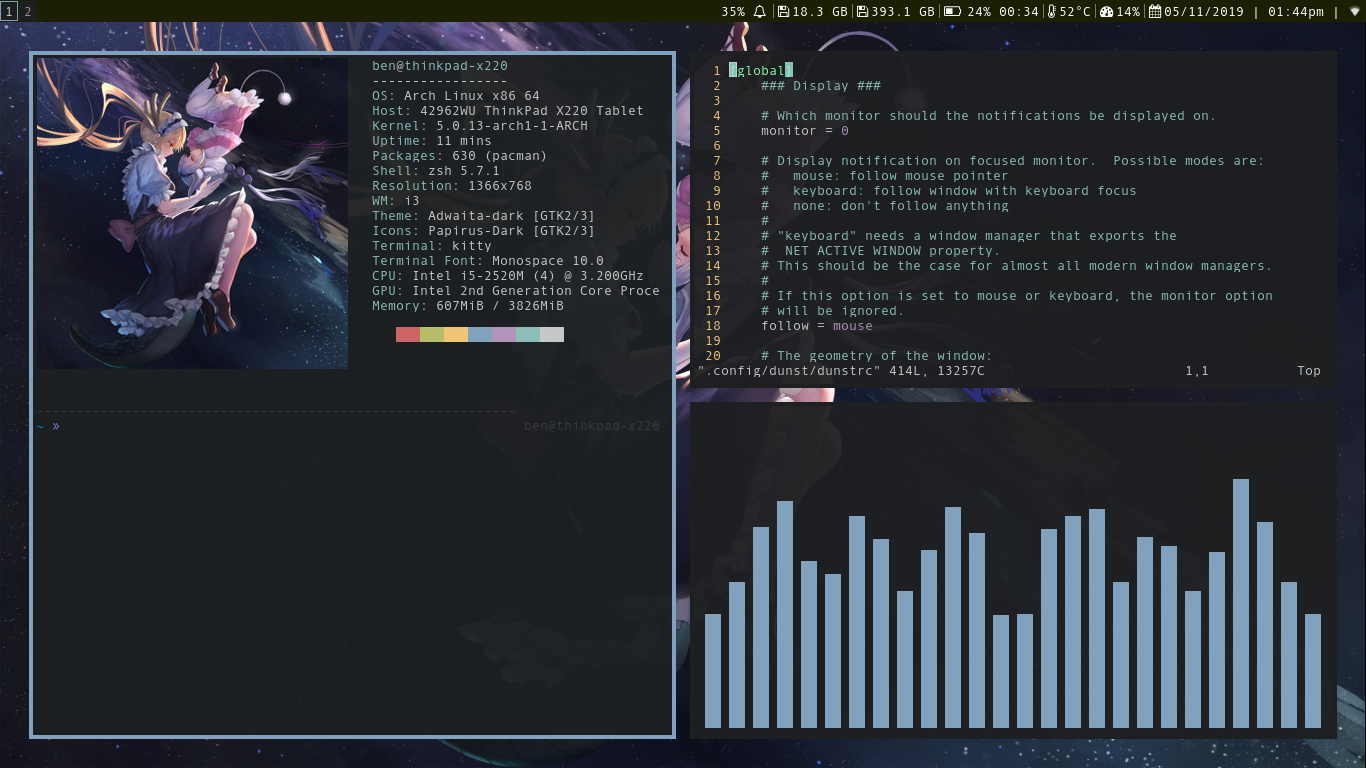 1 2 35% 18.3 GB 393.1 GB 24% 00:34 52°C 14% 05/11/2019 | 01:44pm |
ben@thinkpad-x220
-----------------
OS: Arch Linux x86 64
Host: 42962WU ThinkPad X220 Tablet
Kernel: 5.0.13-arch1-1-ARCH
Uptime: 11 mins
Packages: 630 (pacman)
Shell: zsh 5.7.1
Resolution: 1366x768
WM: i3
Theme: Adwaita-dark [GTK2/3]
Icons: Papirus-Dark [GTK2/3]
Terminal: kitty
Terminal Font: Monospace 10.0
CPU: Intel i5-2520M (4) @ 3.200GHz
GPU: Intel 2nd Generation Core Proce
Memory: 607MiB / 3826MiB
~ » ben@thinkpad-x220
1 [global]
2 ### Display ###
3
4 # Which monitor should the notifications be displayed on.
5 monitor = 0
6
7 # Display notification on focused monitor.  Possible modes are:
8 #   mouse: follow mouse pointer
9 #   keyboard: follow window with keyboard focus
10 #   none: don't follow anything
11 #
12 # "keyboard" needs a window manager that exports the
13 #  NET ACTIVE WINDOW property.
14 # This should be the case for almost all modern window managers.
15 #
16 # If this option is set to mouse or keyboard, the monitor option
17 # will be ignored.
18 follow = mouse
19
20 # The geometry of the window:
".config/dunst/dunstrc" 414L, 13257C 1,1 Top